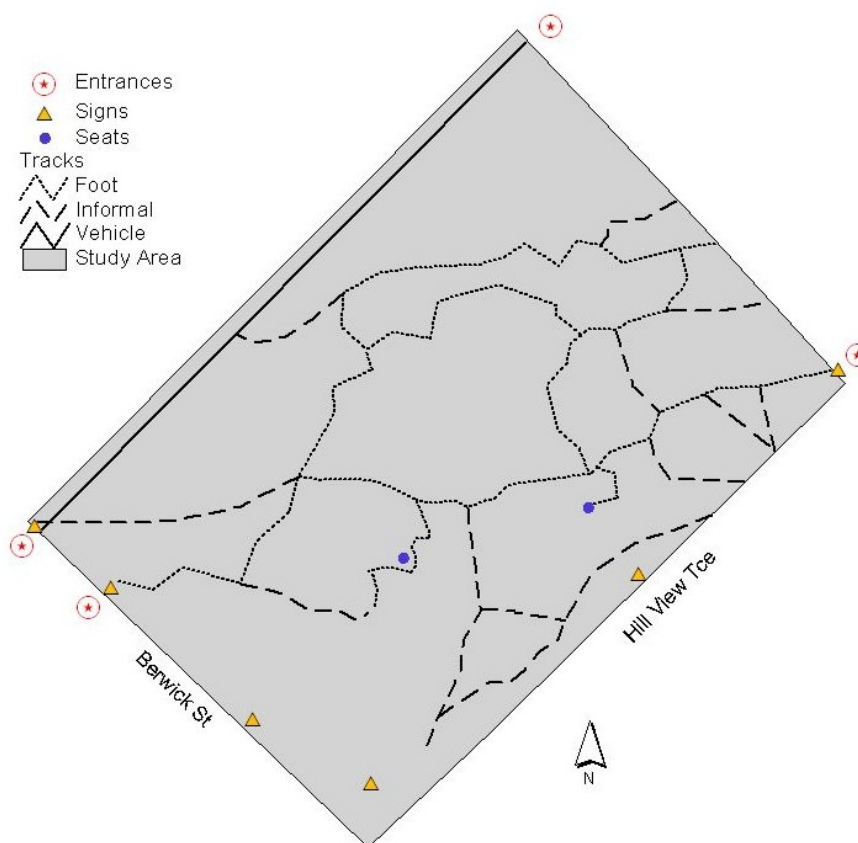 Entrances
Signs
Seats
Tracks
Foot
Informal
Vehicle
Study Area
Hill View Tce
Berwick St
N